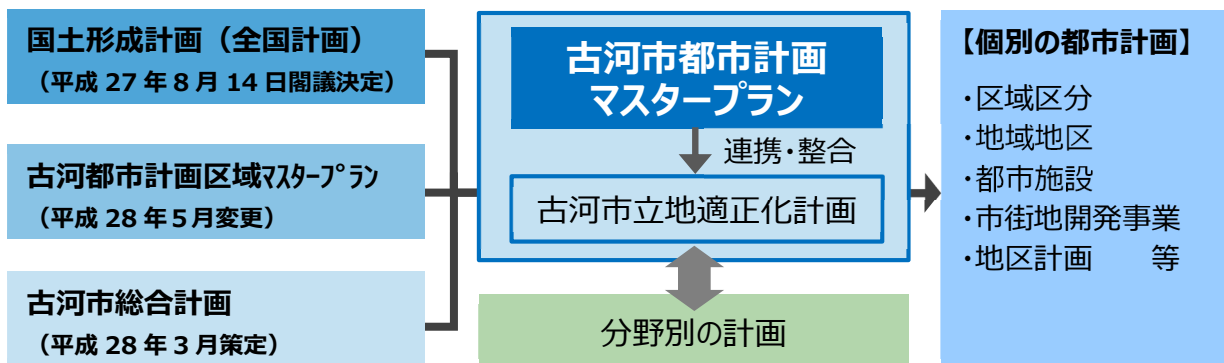 国土形成計画（全国計画）
（平成 27 年 8 月 14 日閣議決定）
古河都市計画区域ﾏｽﾀｰﾌﾟﾗﾝ
（平成 28 年５月変更）
古河市総合計画
（平成 28 年３月策定）
古河市都市計画
マスタープラン
連携・整合
古河市立地適正化計画
分野別の計画
【個別の都市計画】
・区域区分
・地域地区
・都市施設
・市街地開発事業
・地区計画　　等